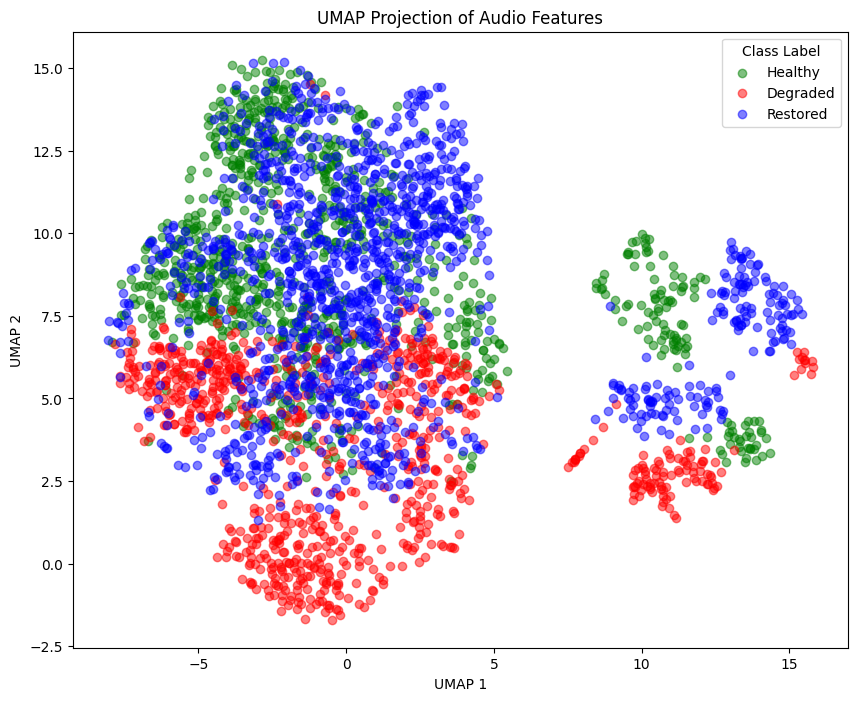 UMAP Projection of Audio Features
Class Label
Healthy
Degraded
Restored
UMAP 2
15.0
12.5
10.0
7.5
5.0
2.5
0.0
−2.5
−5
0
5
10
15
UMAP 1